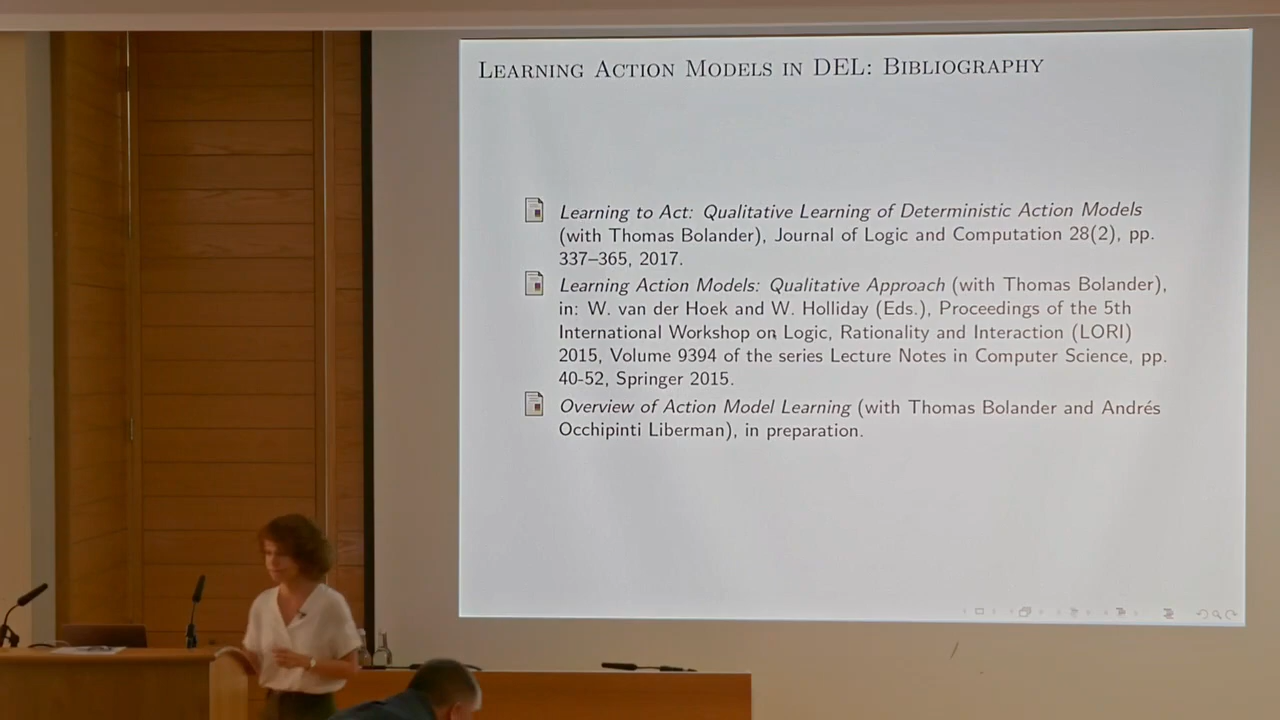 Learning Action Models in DEL: Bibliography
Learning to Act: Qualitative Learning of Deterministic Action Models
(with Thomas Bolander), Journal of Logic and Computation 28(2), pp.
337–365, 2017.
Learning Action Models: Qualitative Approach (with Thomas Bolander),
in: W. van der Hoek and W. Holliday (Eds.), Proceedings of the 5th
International Workshop on Logic, Rationality and Interaction (LORI)
2015, Volume 9394 of the series Lecture Notes in Computer Science, pp.
40-52, Springer 2015.
Overview of Action Model Learning (with Thomas Bolander and Andrés
Occhipinti Liberman), in preparation.